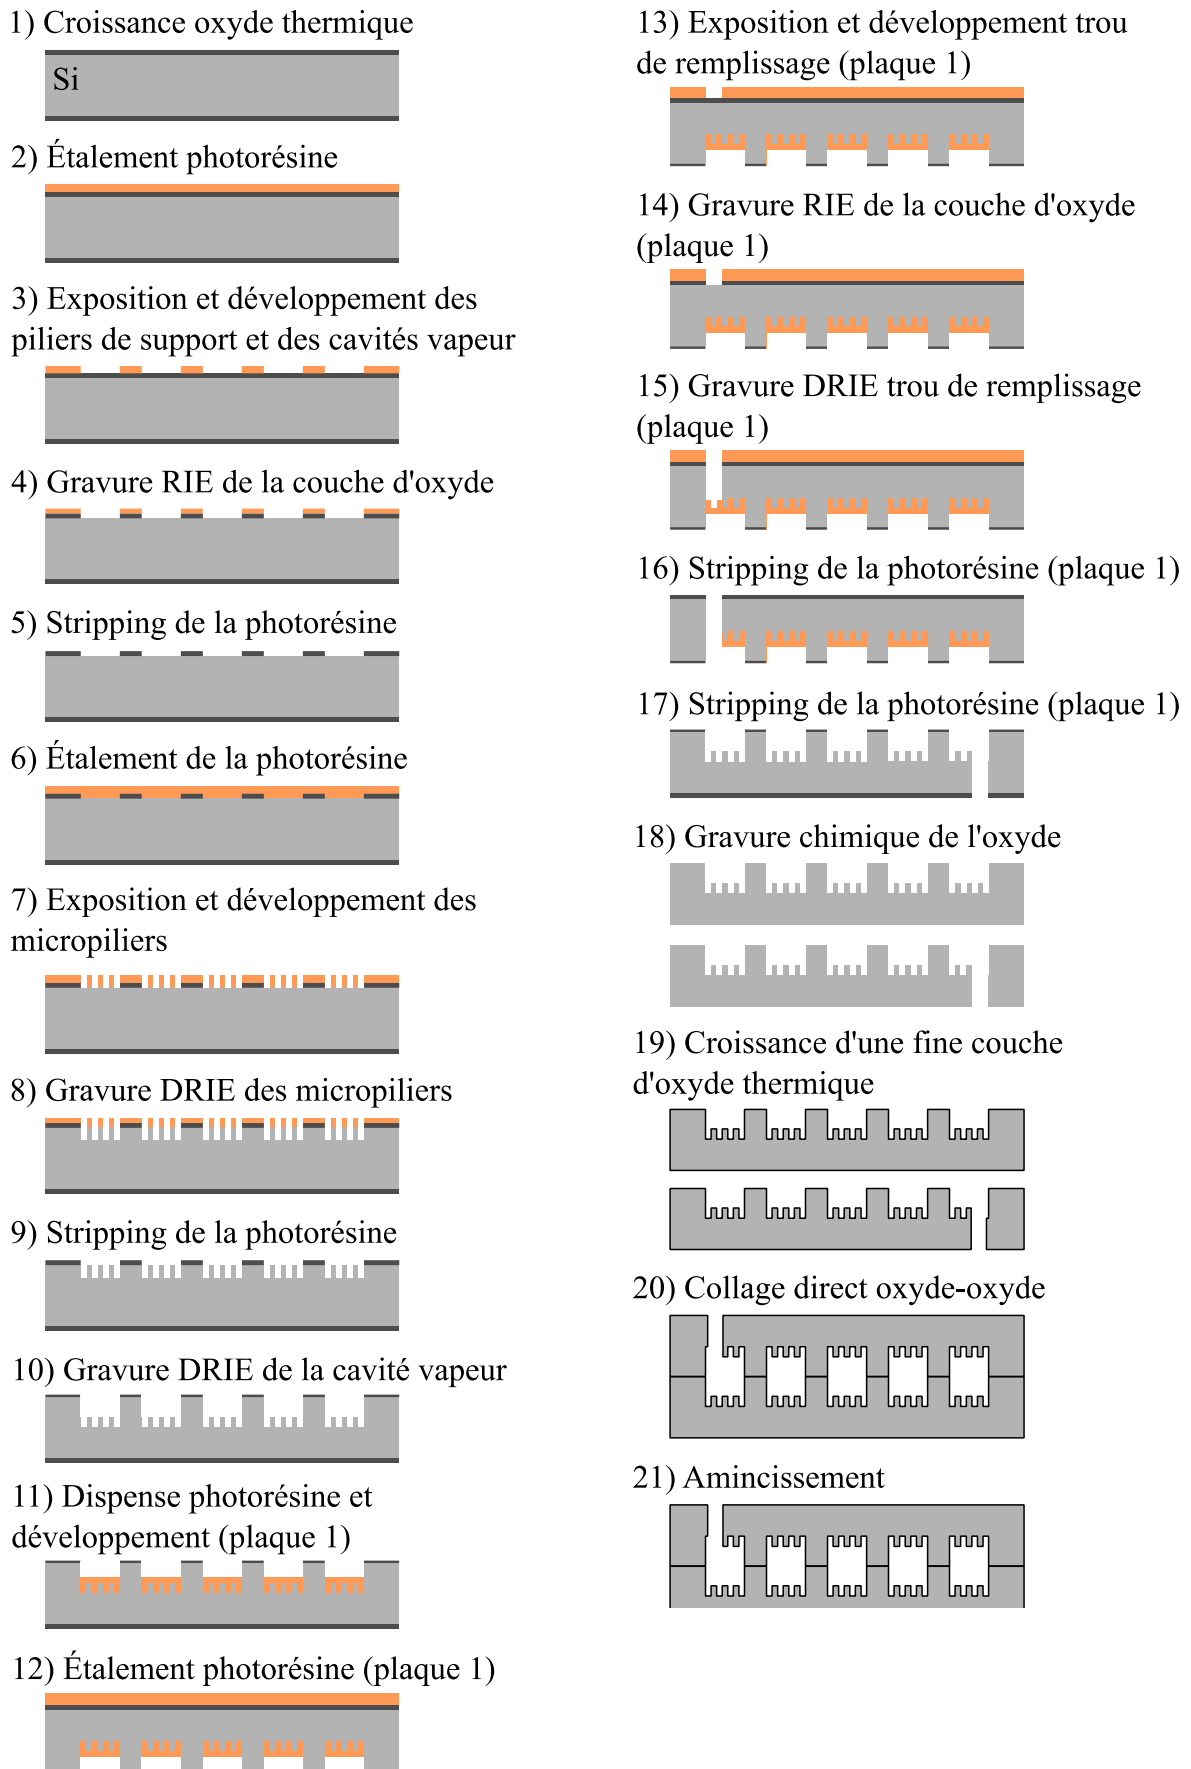 1) Croissance oxyde thermique
Si
2) Étalement photorésine
3) Exposition et développement des
piliers de support et des cavités vapeur
4) Gravure RIE de la couche d'oxyde
5) Stripping de la photorésine
6) Étalement de la photorésine
7) Exposition et développement des
micropiliers
8) Gravure DRIE des micropiliers
9) Stripping de la photorésine
10) Gravure DRIE de la cavité vapeur
11) Dispense photorésine et
développement (plaque 1)
12) Étalement photorésine (plaque 1)
13) Exposition et développement trou
de remplissage (plaque 1)
14) Gravure RIE de la couche d'oxyde
(plaque 1)
15) Gravure DRIE trou de remplissage
(plaque 1)
16) Stripping de la photorésine (plaque 1)
17) Stripping de la photorésine (plaque 1)
18) Gravure chimique de l'oxyde
19) Croissance d'une fine couche
d'oxyde thermique
20) Collage direct oxyde-oxyde
21) Amincissement